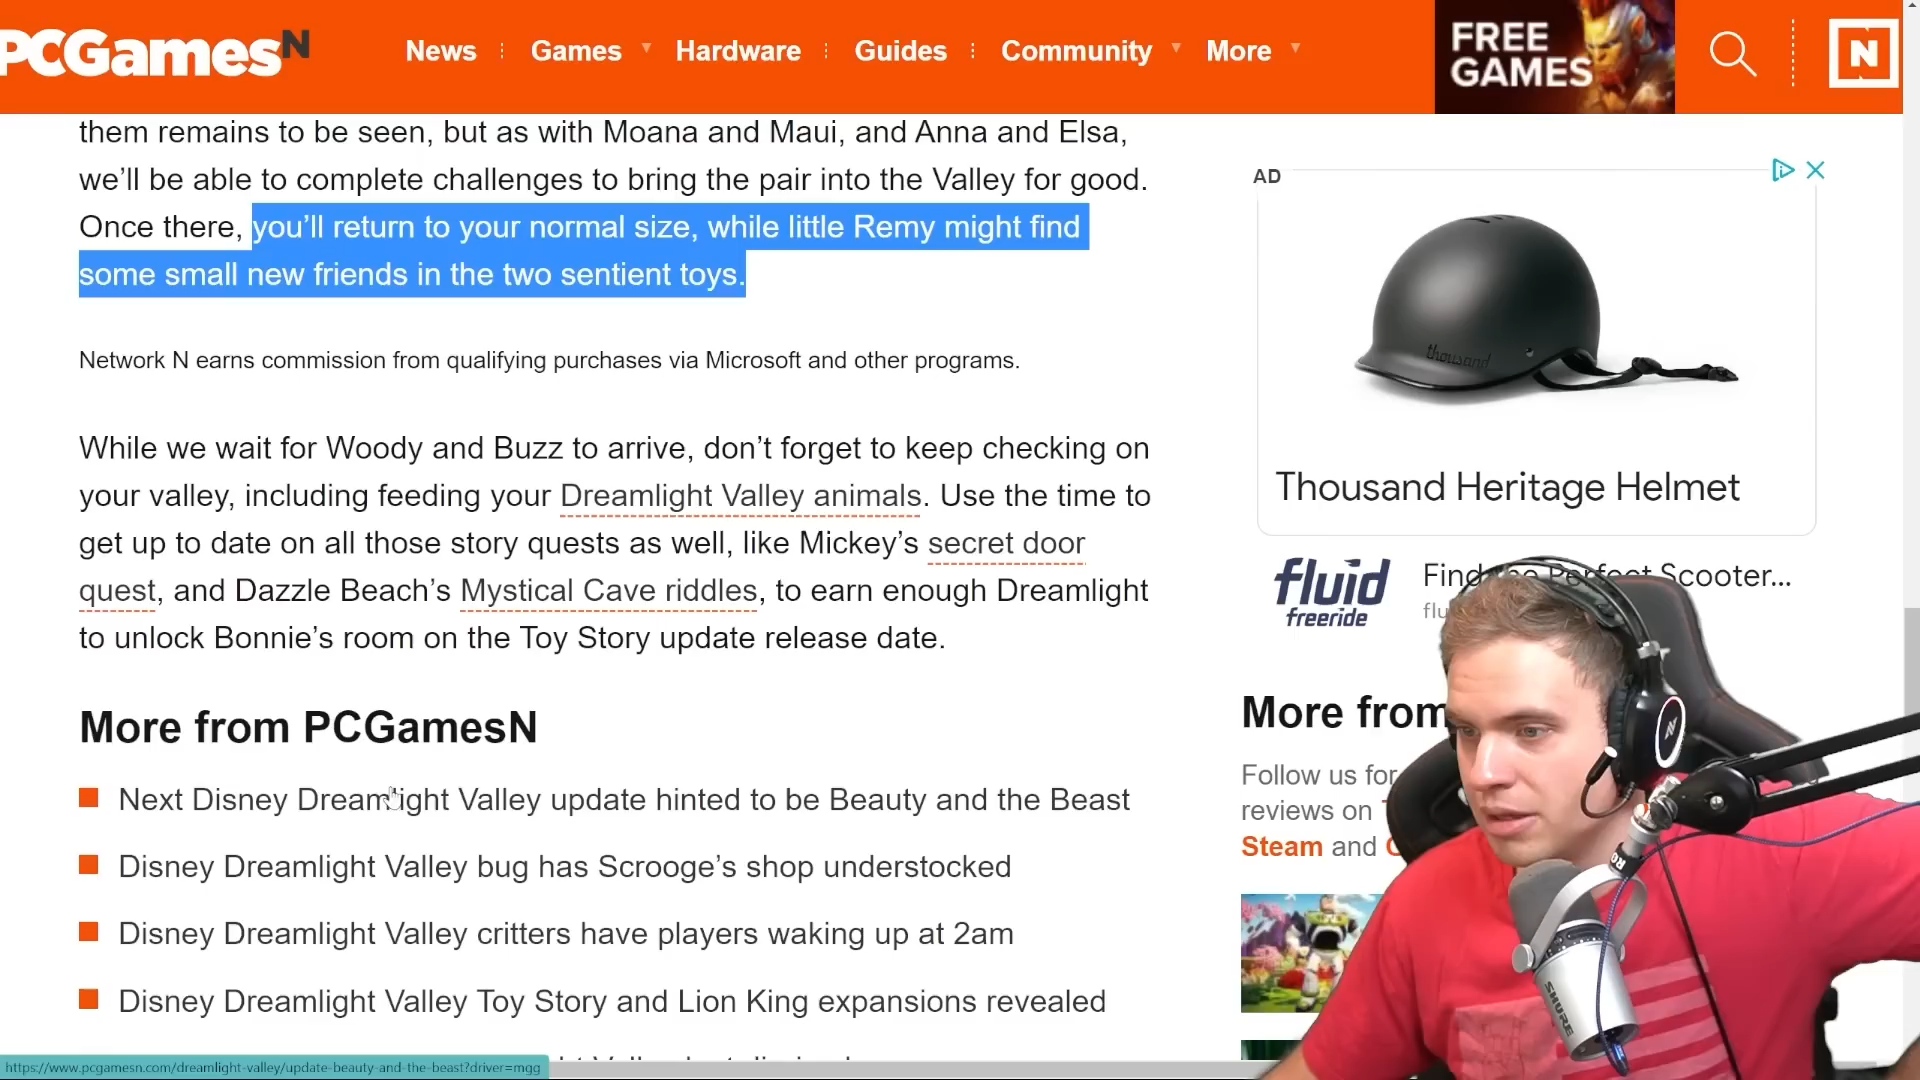 PCGamesN
News
Games
Hardware
Guides
Community
More
FREE
GAMES
N
them remains to be seen, but as with Moana and Maui, and Anna and Elsa,
we’ll be able to complete challenges to bring the pair into the Valley for good.
Once there, you’ll return to your normal size, while little Remy might find
some small new friends in the two sentient toys.
Network N earns commission from qualifying purchases via Microsoft and other programs.
While we wait for Woody and Buzz to arrive, don’t forget to keep checking on
your valley, including feeding your Dreamlight Valley animals. Use the time to
get up to date on all those story quests as well, like Mickey’s secret door
quest, and Dazzle Beach’s Mystical Cave riddles, to earn enough Dreamlight
to unlock Bonnie’s room on the Toy Story update release date.
More from PCGamesN
Next Disney Dreamlight Valley update hinted to be Beauty and the Beast
Disney Dreamlight Valley bug has Scrooge’s shop understocked
Disney Dreamlight Valley critters have players waking up at 2am
Disney Dreamlight Valley Toy Story and Lion King expansions revealed
https://www.pcgamesn.com/dreamlight-valley/update-beauty-and-the-beast?driver=mgg
AD
thousand
Thousand Heritage Helmet
fluid
freeride
Find the Perfect Scooter...
More from
Follow us for
reviews on
Steam and
SHURE